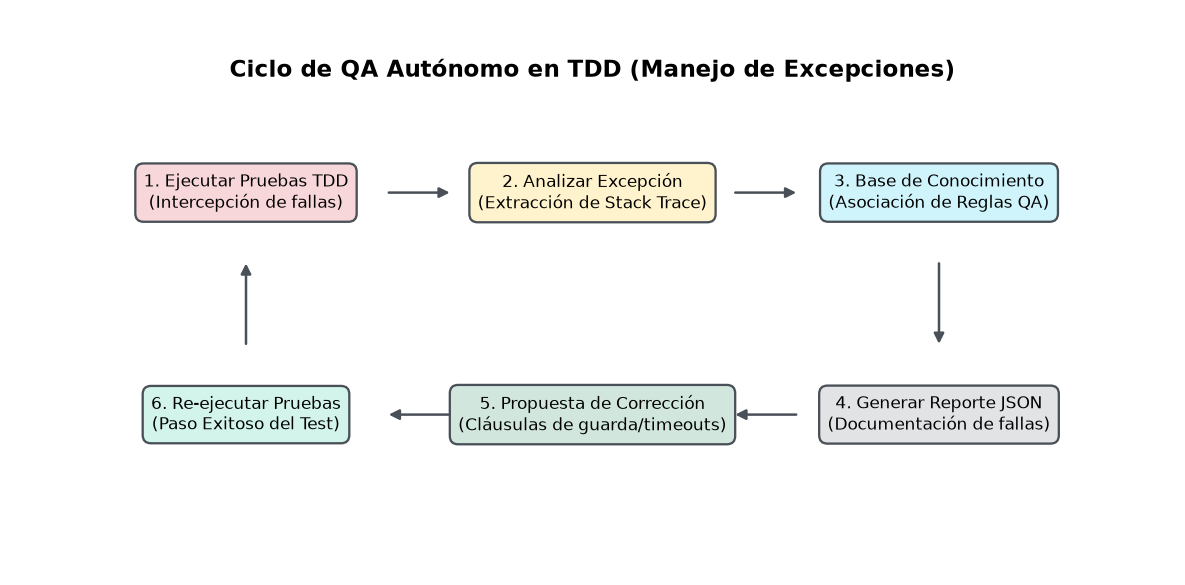 Ciclo de QA Autónomo en TDD (Manejo de Excepciones)
1. Ejecutar Pruebas TDD
(Intercepción de fallas)
2. Analizar Excepción
(Extracción de Stack Trace)
3. Base de Conocimiento
(Asociación de Reglas QA)
4. Generar Reporte JSON
(Documentación de fallas)
5. Propuesta de Corrección
(Cláusulas de guarda/timeouts)
6. Re-ejecutar Pruebas
(Paso Exitoso del Test)